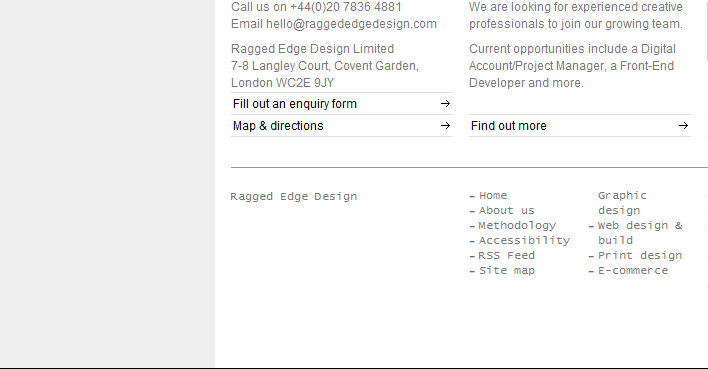 Call us on +44(0)20 7836 4881
Email hello@raggededgedesign.com
Ragged Edge Design Limited
7-8 Langley Court, Covent Garden,
London WC2E 9JY
Fill out an enquiry form
Map & directions
We are looking for experienced creative
professionals to join our growing team.
Current opportunities include a Digital
Account/Project Manager, a Front-End
Developer and more.
Find out more
Ragged Edge Design
– Home
– About us
– Methodology
– Accessibility
– RSS Feed
– Site map
Graphic
design
– Web design &
build
– Print design
– E-commerce